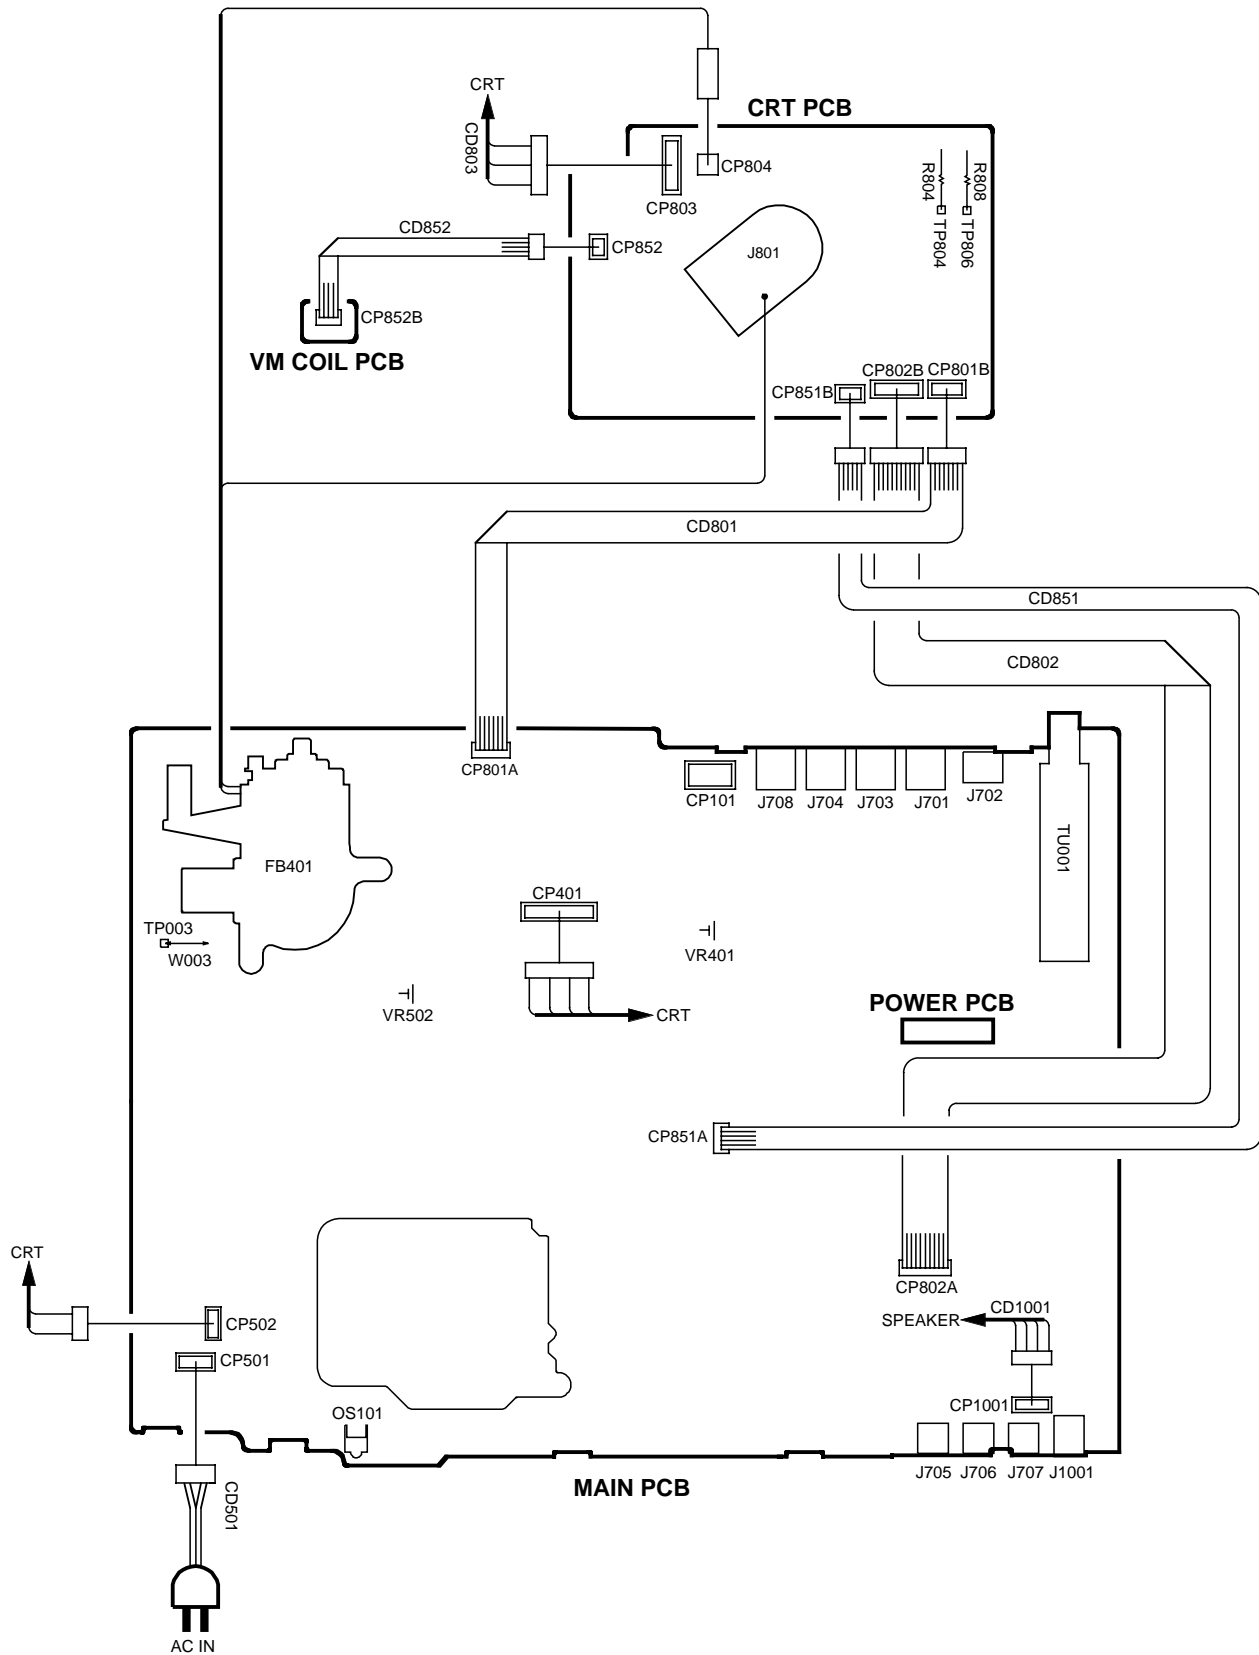 CRT
CRT PCB
CD803
CP804
CP803
R804
R808
TP804
TP806
CD852
CP852
J801
CP852B
VM COIL PCB
CP851B
CP802B
CP801B
CD801
CD851
CD802
CP801A
CP101
J708
J704
J703
J701
J702
TU001
FB401
CP401
TP003
W003
VR401
VR502
CRT
POWER PCB
CP851A
CRT
CP802A
CP502
SPEAKER
CD1001
CP501
CP1001
OS101
J705
J706
J707
J1001
MAIN PCB
CD501
AC IN